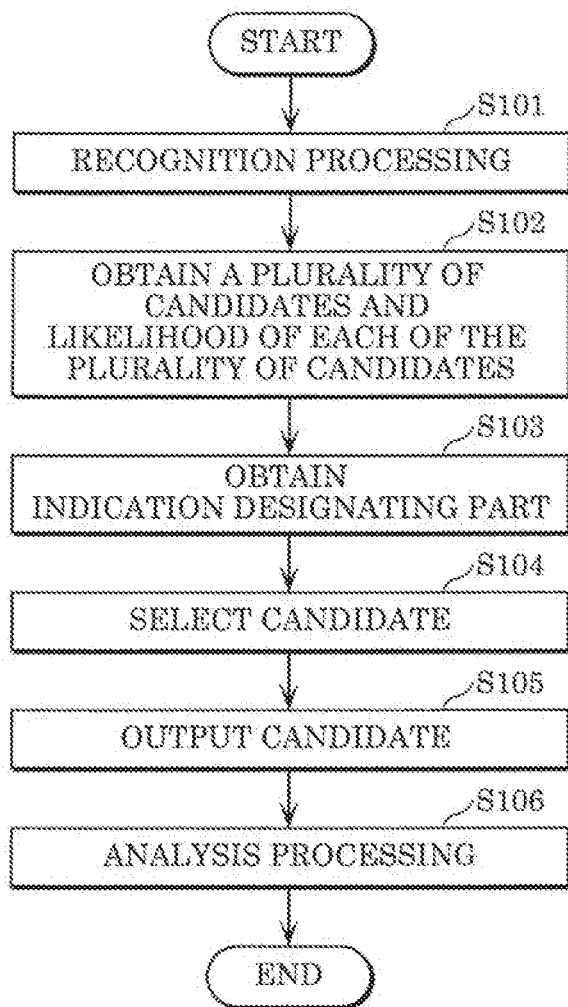 START
S101
RECOGNITION PROCESSING
S102
OBTAIN A PLURALITY OF
CANDIDATES AND
LIKELIHOOD OF EACH OF THE
PLURALITY OF CANDIDATES
S103
OBTAIN
INDICATION DESIGNATING PART
S104
SELECT CANDIDATE
S105
OUTPUT CANDIDATE
S106
ANALYSIS PROCESSING
END